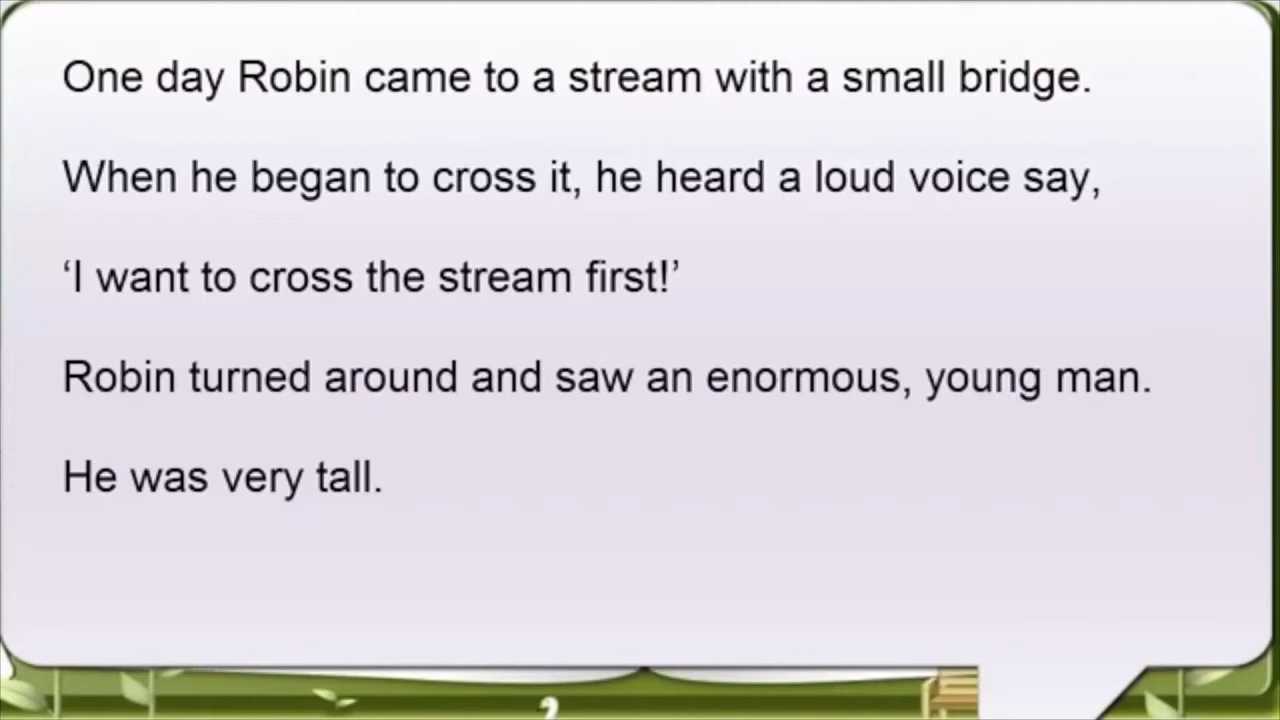 One day Robin came to a stream with a small bridge.
When he began to cross it, he heard a loud voice say,
‘I want to cross the stream first!’
Robin turned around and saw an enormous, young man.
He was very tall.